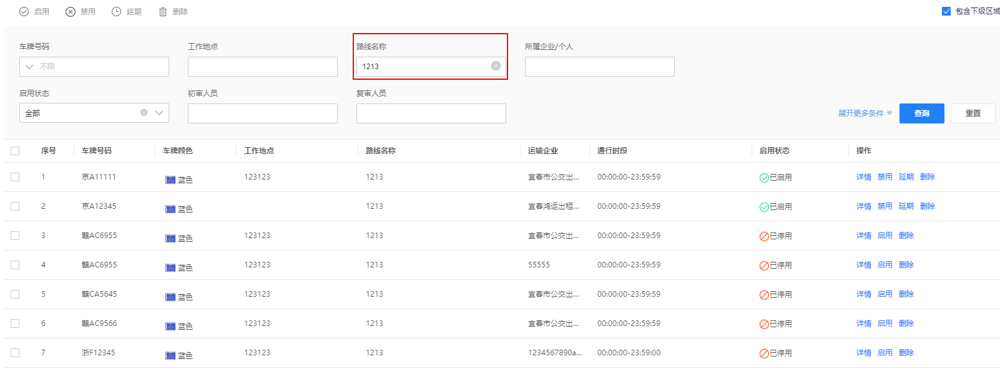 启用 禁用 延期 删除 包含下级区域
车牌号码 工作地点 路线名称 所属企业/个人
不限 1213
启用状态 初审人员 复审人员
全部 展开更多条件 查询 重置
序号 车牌号码 车牌颜色 工作地点 路线名称 运输企业 通行时段 启用状态 操作
1 京A11111 蓝色 123123 1213 宜春市公交出... 00:00:00-23:59:59 已启用 详情 禁用 延期 删除
2 京A12345 蓝色 1213 宜春鸿运出租... 00:00:00-23:59:59 已启用 详情 禁用 延期 删除
3 赣AC6955 蓝色 123123 1213 宜春市公交出... 00:00:00-23:59:59 已停用 详情 启用 删除
4 赣AC6955 蓝色 123123 1213 55555 00:00:00-23:59:59 已停用 详情 启用 删除
5 赣CA5645 蓝色 123123 1213 宜春市公交出... 00:00:00-23:59:59 已停用 详情 启用 删除
6 赣AC9566 蓝色 123123 1213 宜春市公交出... 00:00:00-23:59:59 已停用 详情 启用 删除
7 浙F12345 蓝色 123123 1213 1234567890a... 00:00:00-23:59:00 已停用 详情 启用 删除